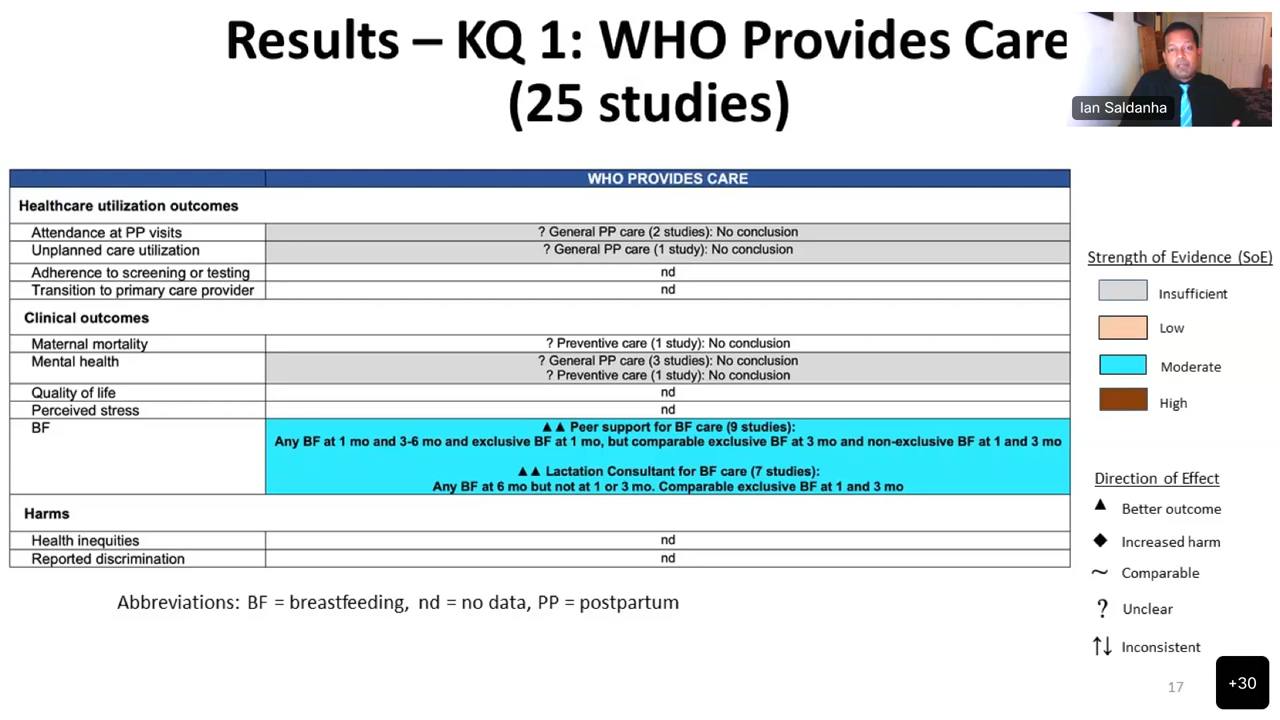 Results – KQ 1: WHO Provides Care
(25 studies)
Ian Saldanha
WHO PROVIDES CARE
Healthcare utilization outcomes
Attendance at PP visits
? General PP care (2 studies): No conclusion
Unplanned care utilization
? General PP care (1 study): No conclusion
Adherence to screening or testing
nd
Transition to primary care provider
nd
Clinical outcomes
Maternal mortality
? Preventive care (1 study): No conclusion
Mental health
? General PP care (3 studies): No conclusion
? Preventive care (1 study): No conclusion
Quality of life
nd
Perceived stress
nd
BF
▲▲ Peer support for BF care (9 studies):
Any BF at 1 mo and 3-6 mo and exclusive BF at 1 mo, but comparable exclusive BF at 3 mo and non-exclusive BF at 1 and 3 mo
▲▲ Lactation Consultant for BF care (7 studies):
Any BF at 6 mo but not at 1 or 3 mo. Comparable exclusive BF at 1 and 3 mo
Harms
Health inequities
nd
Reported discrimination
nd
Abbreviations: BF = breastfeeding, nd = no data, PP = postpartum
Strength of Evidence (SoE)
Insufficient
Low
Moderate
High
Direction of Effect
▲ Better outcome
◆ Increased harm
~ Comparable
? Unclear
↑↓ Inconsistent
17
+30